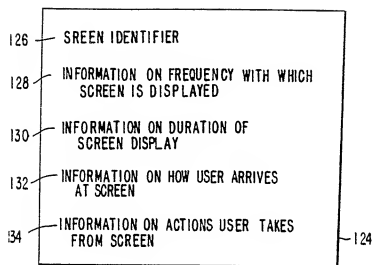 126 SREEN IDENTIFIER
128 INFORMATION ON FREQUENCY WITH WHICH
SCREEN IS DISPLAYED
130 INFORMATION ON DURATION OF
SCREEN DISPLAY
132 INFORMATION ON HOW USER ARRIVES
AT SCREEN
134 INFORMATION ON ACTIONS USER TAKES
FROM SCREEN 124